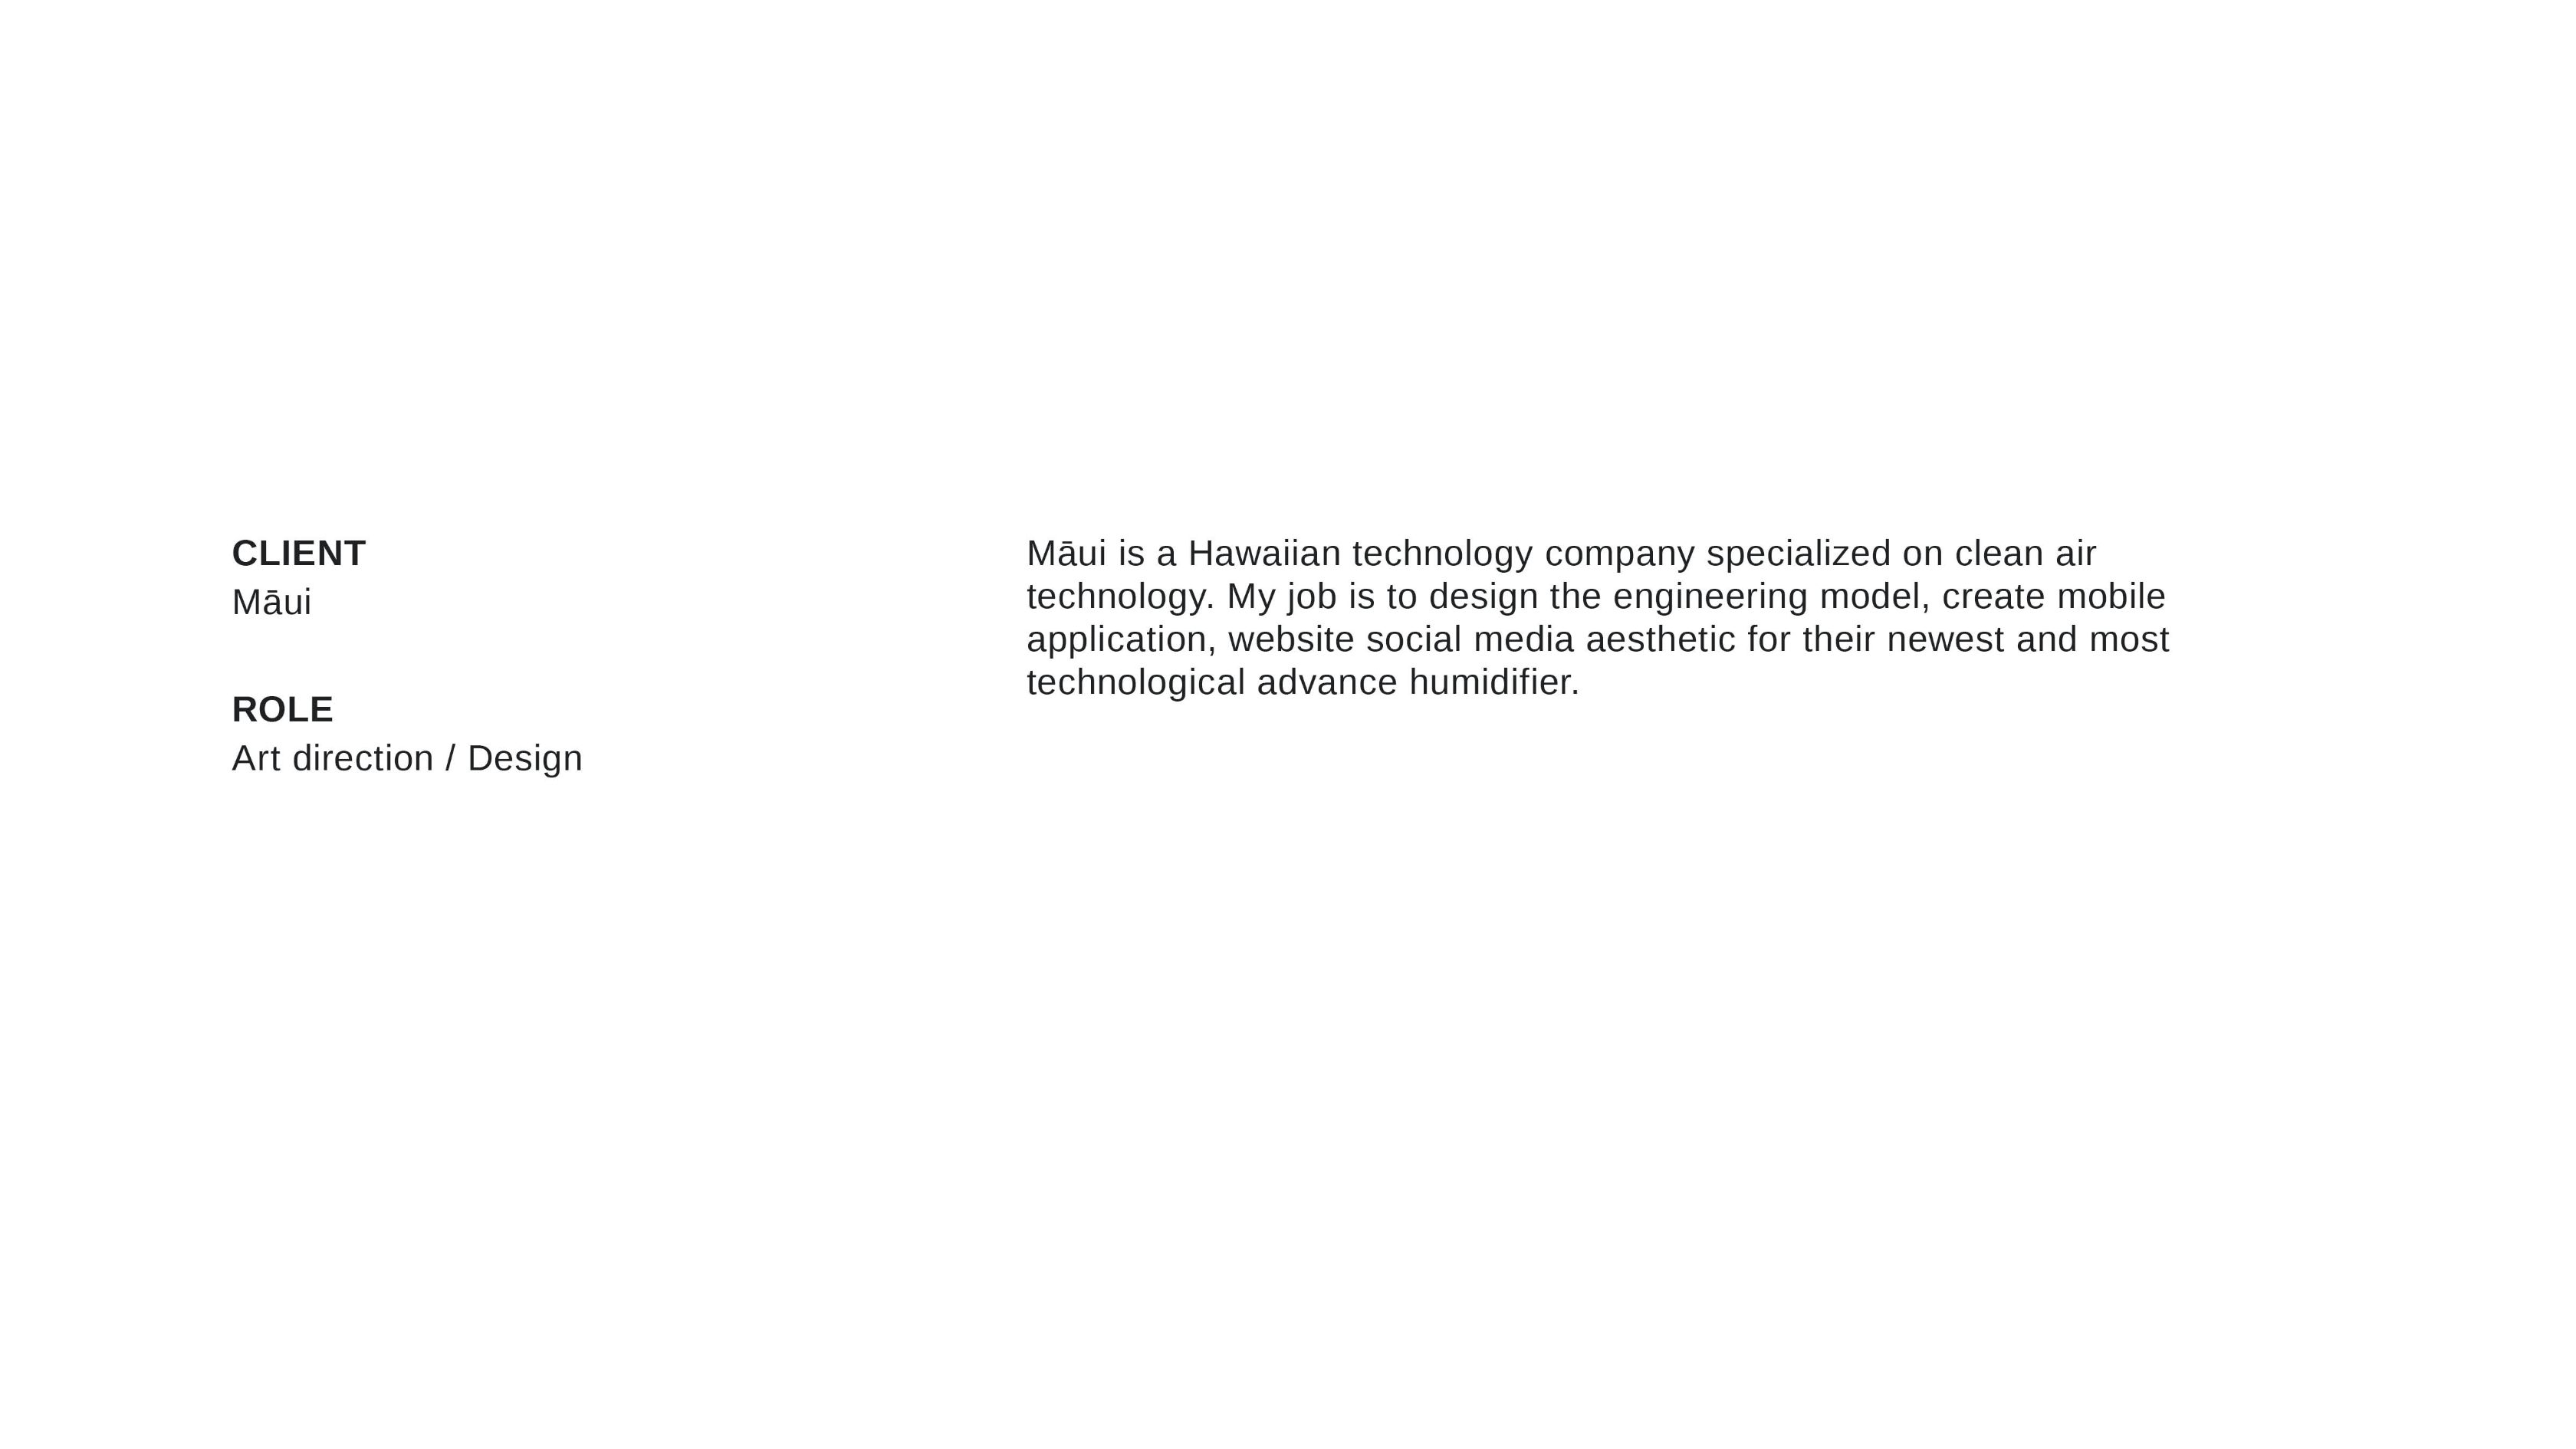 CLIENT
Māui
ROLE
Art direction / Design
Māui is a Hawaiian technology company specialized on clean air
technology. My job is to design the engineering model, create mobile
application, website social media aesthetic for their newest and most
technological advance humidifier.